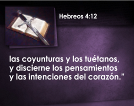 Hebreos 4:12
las coyunturas y los tuétanos,
y discierne los pensamientos
y las intenciones del corazón."